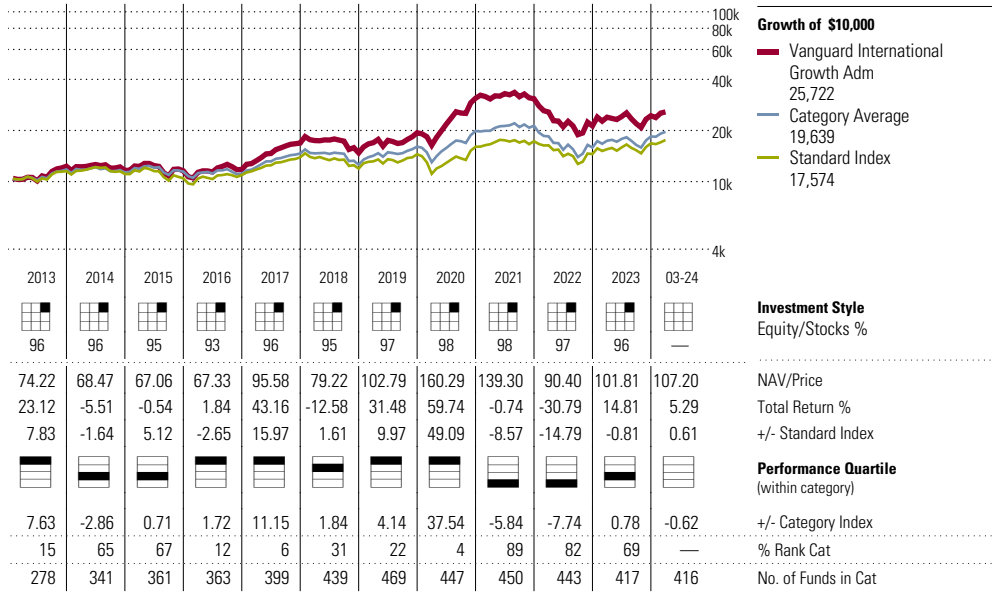 100k
80k
60k
40k
20k
10k
4k
Growth of $10,000
Vanguard International
Growth Adm
25,722
Category Average
19,639
Standard Index
17,574
2013 2014 2015 2016 2017 2018 2019 2020 2021 2022 2023 03-24
Investment Style
Equity/Stocks %
96 96 95 93 96 95 97 98 98 97 96 —
74.22 68.47 67.06 67.33 95.58 79.22 102.79 160.29 139.30 90.40 101.81 107.20 NAV/Price
23.12 -5.51 -0.54 1.84 43.16 -12.58 31.48 59.74 -0.74 -30.79 14.81 5.29 Total Return %
7.83 -1.64 5.12 -2.65 15.97 1.61 9.97 49.09 -8.57 -14.79 -0.81 0.61 +/- Standard Index
Performance Quartile
(within category)
7.63 -2.86 0.71 1.72 11.15 1.84 4.14 37.54 -5.84 -7.74 0.78 -0.62 +/- Category Index
15 65 67 12 6 31 22 4 89 82 69 — % Rank Cat
278 341 361 363 399 439 469 447 450 443 417 416 No. of Funds in Cat